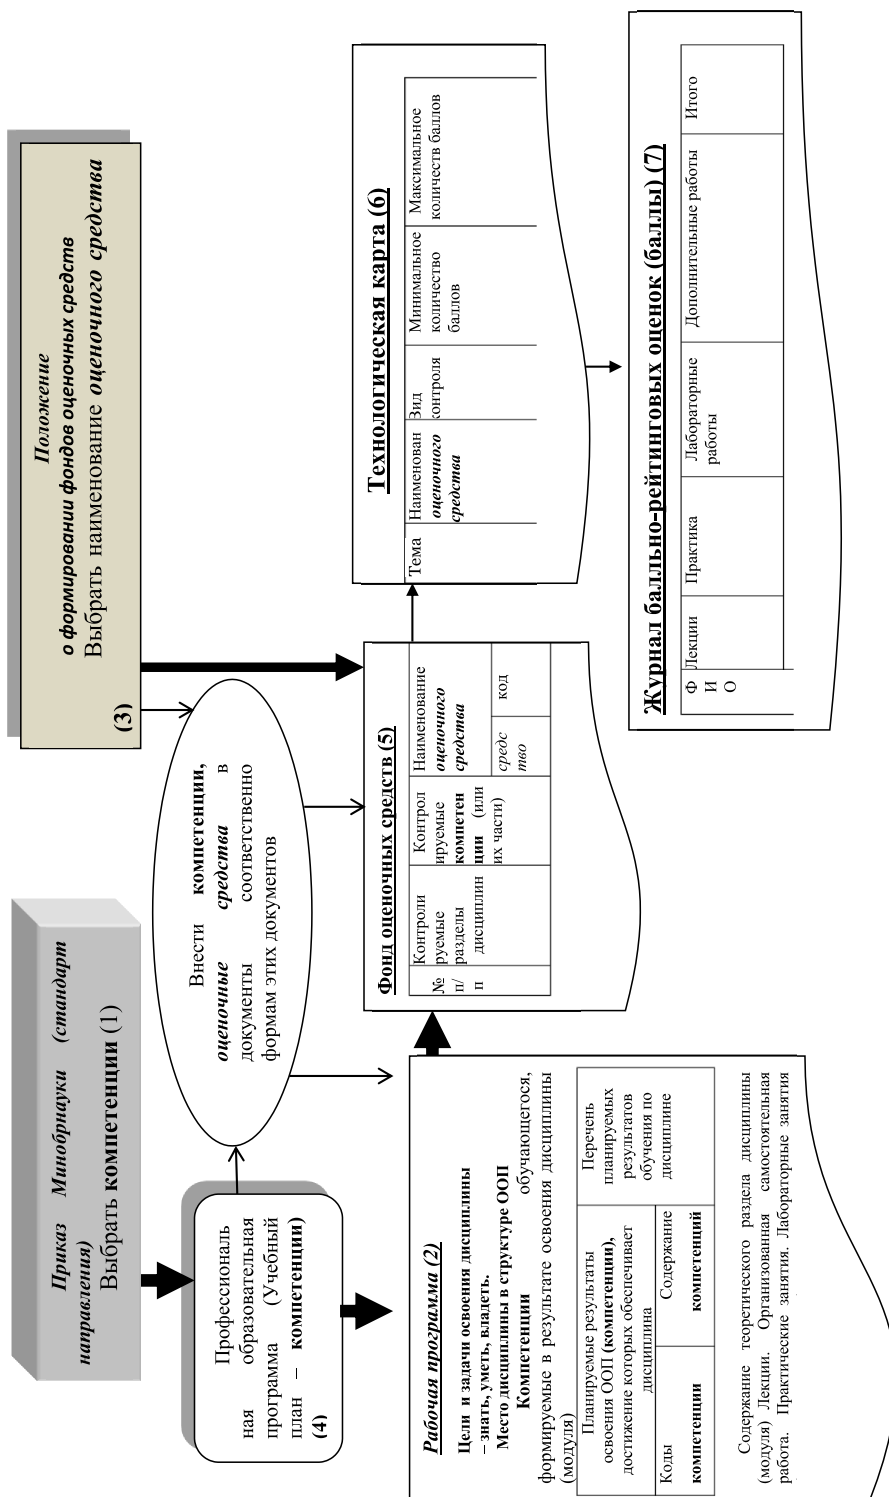 Приказ Минобрнауки (стандарт
направления)
Выбрать компетенции (1)
Положение
о формировании фондов оценочных средств
Выбрать наименование оценочного средства
(3)
Профессиональ
ная образовательная
программа (Учебный
план – компетенции)
(4)
Внести компетенции,
оценочные средства в
документы соответственно
формам этих документов
Рабочая программа (2)
Цели и задачи освоения дисциплины
– знать, уметь, владеть.
Место дисциплины в структуре ООП
Компетенции обучающегося,
формируемые в результате освоения дисциплины
(модуля)
Планируемые результаты
освоения ООП (компетенции),
достижение которых обеспечивает
дисциплина
Перечень
планируемых
результатов
обучения по
дисциплине
Коды
компетенции
Содержание
компетенций
Содержание теоретического раздела дисциплины
(модуля) Лекции. Организованная самостоятельная
работа. Практические занятия. Лабораторные занятия
Фонд оценочных средств (5)
№
п/
п
Контроли
руемые
разделы
дисциплин
Контрол
ируемые
компетен
ции (или
их части)
Наименование
оценочного
средства
средс
тво
код
Технологическая карта (6)
Тема
Наименован
оценочного
средства
Вид
контроля
Минимальное
количество
баллов
Максимальное
количеств баллов
Журнал балльно-рейтинговых оценок (баллы) (7)
Ф
И
О
Лекции
Практика
Лабораторные
работы
Дополнительные работы
Итого